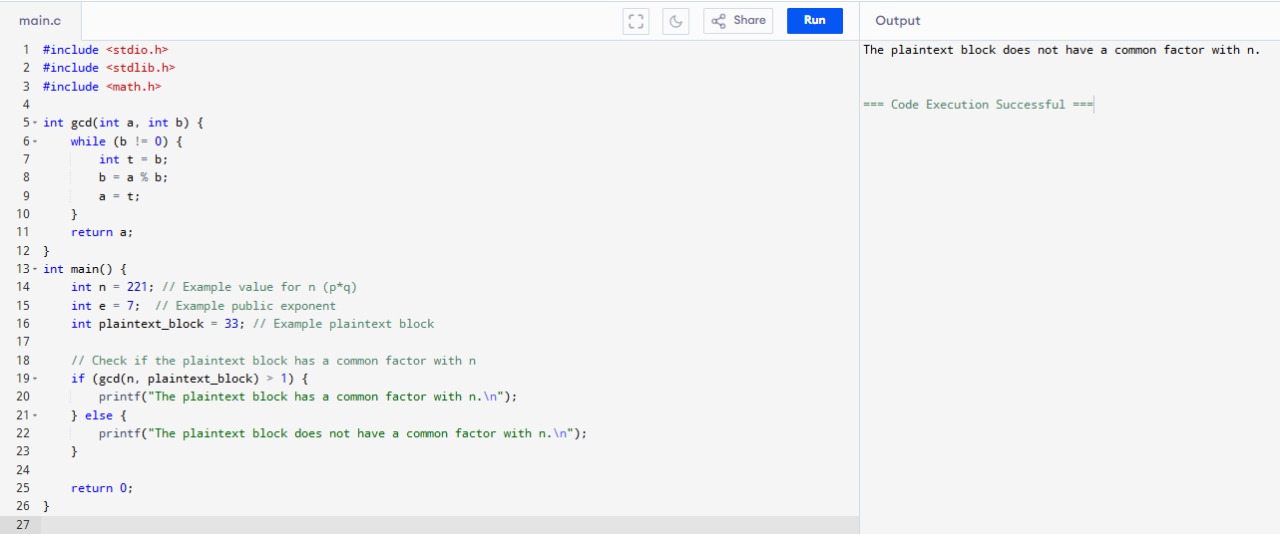 main.c
Share
Run
Output
1 #include <stdio.h>
2 #include <stdlib.h>
3 #include <math.h>
4
5 int gcd(int a, int b) {
6     while (b != 0) {
7         int t = b;
8         b = a % b;
9         a = t;
10     }
11     return a;
12 }
13 int main() {
14     int n = 221; // Example value for n (p*q)
15     int e = 7;  // Example public exponent
16     int plaintext_block = 33; // Example plaintext block
17
18     // Check if the plaintext block has a common factor with n
19     if (gcd(n, plaintext_block) > 1) {
20         printf("The plaintext block has a common factor with n.\n");
21     } else {
22         printf("The plaintext block does not have a common factor with n.\n");
23     }
24
25     return 0;
26 }
27
The plaintext block does not have a common factor with n.
=== Code Execution Successful ===